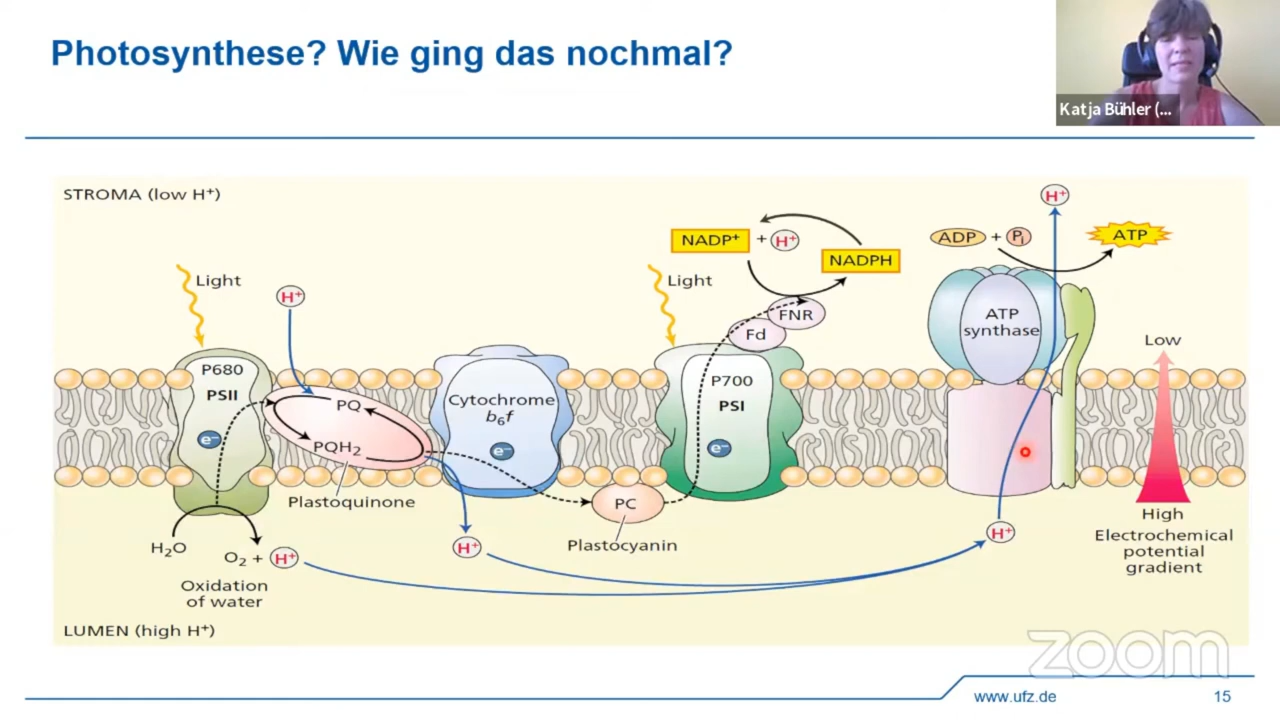 Photosynthese? Wie ging das nochmal?
Katja Bühler (...
STROMA (low H⁺)
H⁺
NADP⁺ + H⁺
NADPH
ADP + Pᵢ
ATP
Light
H⁺
Light
FNR
Fd
ATP
synthase
Low
P680
PSII
e⁻
PQ
PQH₂
Cytochrome
b₆f
e⁻
P700
PSI
e⁻
Plastoquinone
PC
Plastocyanin
High
Electrochemical
potential
gradient
H₂O
O₂ + H⁺
H⁺
H⁺
Oxidation
of water
LUMEN (high H⁺)
zoom
www.ufz.de
15